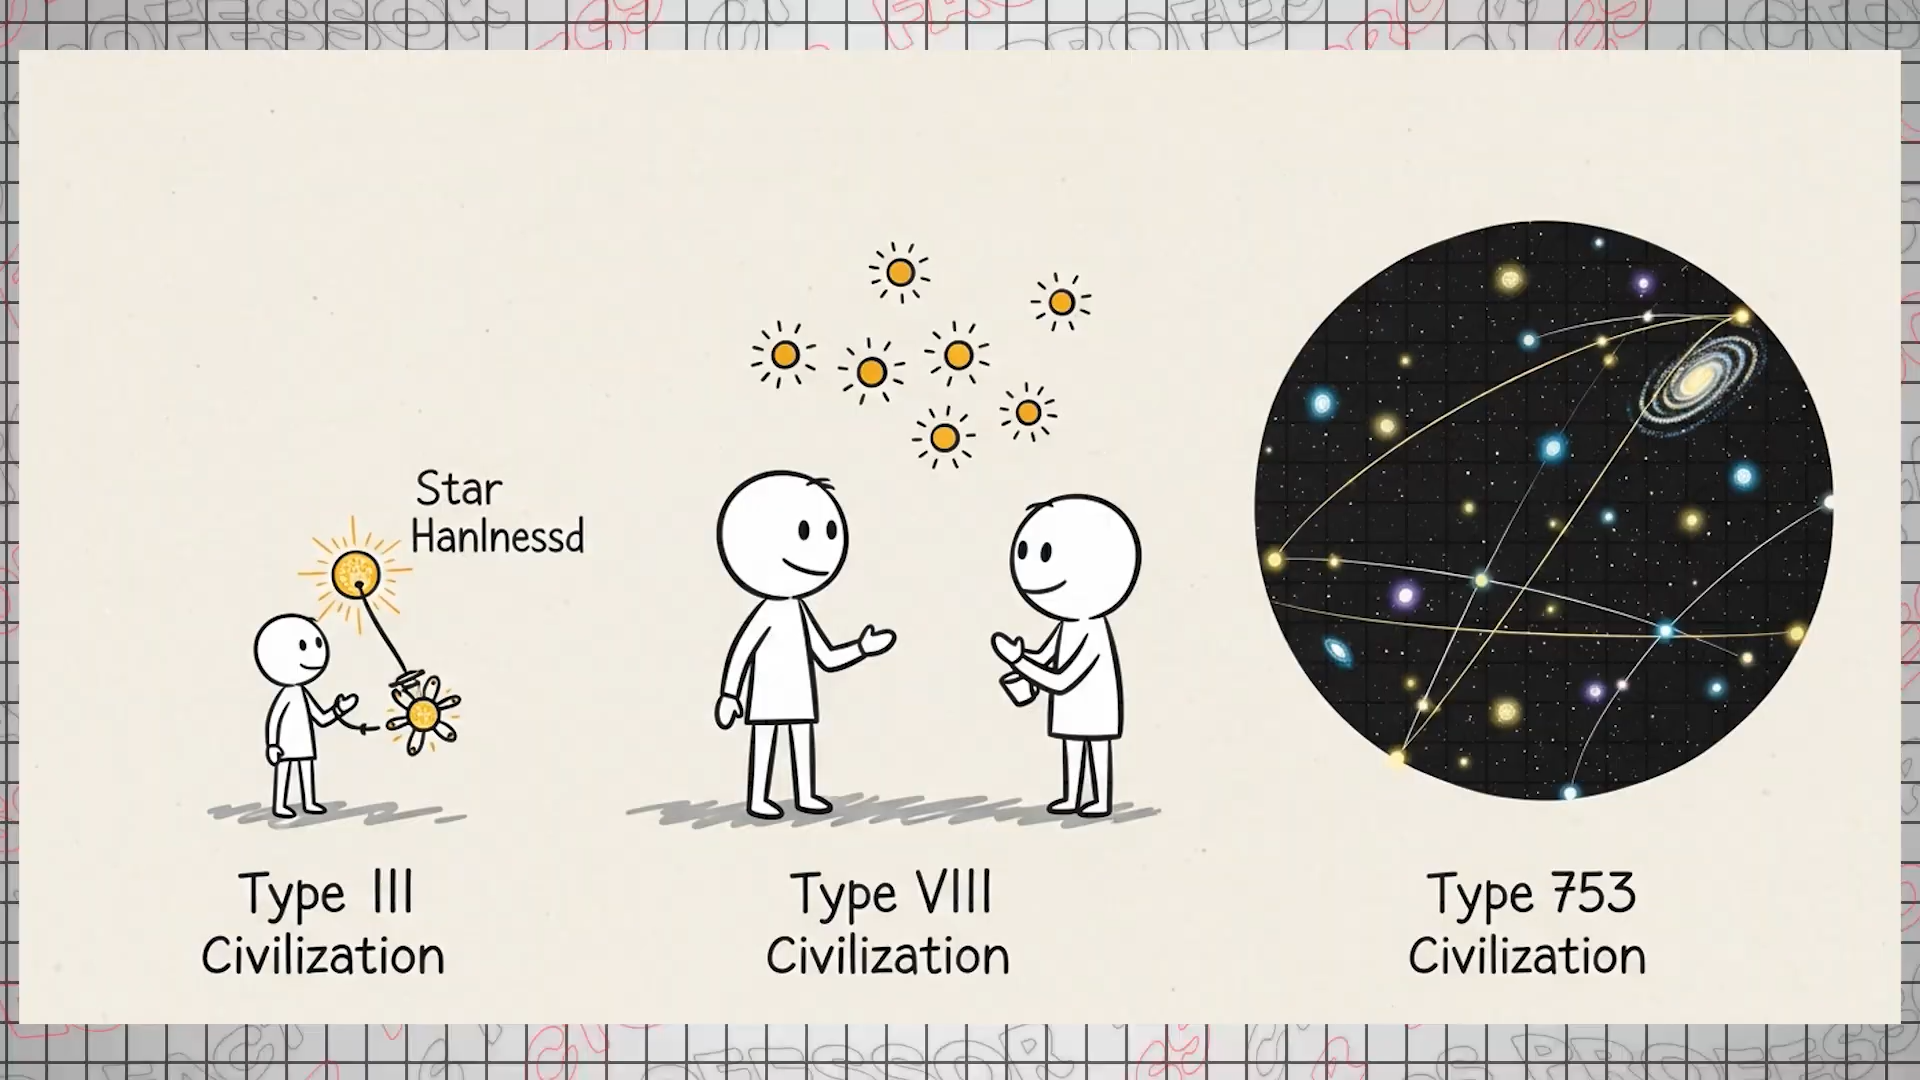 Star
Hanlnessd
Type III
Civilization
Type VIII
Civilization
Type 753
Civilization